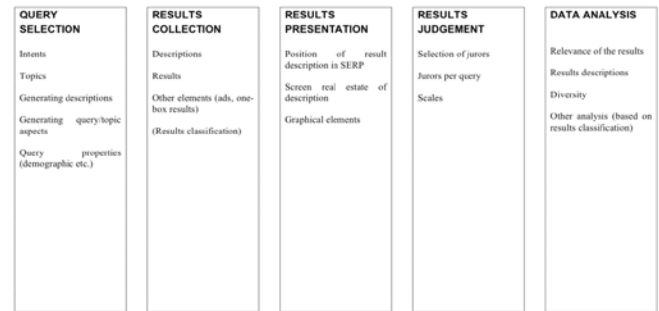 QUERY
SELECTION
Intents
Topics
Generating descriptions
Generating query/topic
aspects
Query properties
(demographic etc.)
RESULTS
COLLECTION
Descriptions
Results
Other elements (ads, one-
box results)
(Results classification)
RESULTS
PRESENTATION
Position of result
description in SERP
Screen real estate of
description
Graphical elements
RESULTS
JUDGEMENT
Selection of jurors
Jurors per query
Scales
DATA ANALYSIS
Relevance of the results
Results descriptions
Diversity
Other analysis (based on
results classification)